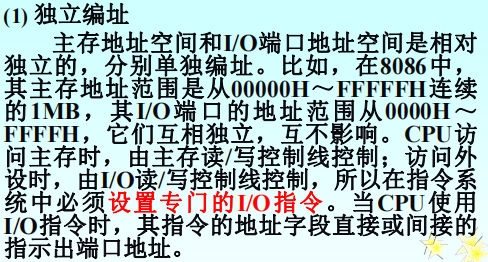 (1) 独立编址
主存地址空间和I/O端口地址空间是相对
独立的，分别单独编址。比如，在8086中，
其主存地址范围是从00000H～FFFFFH连续
的1MB，其I/O端口的地址范围从0000H～
FFFFH，它们互相独立，互不影响。CPU访
问主存时，由主存读/写控制线控制；访问外
设时，由I/O读/写控制线控制，所以在指令系
统中必须设置专门的I/O指令。当CPU使用
I/O指令时，其指令的地址字段直接或间接的
指示出端口地址。